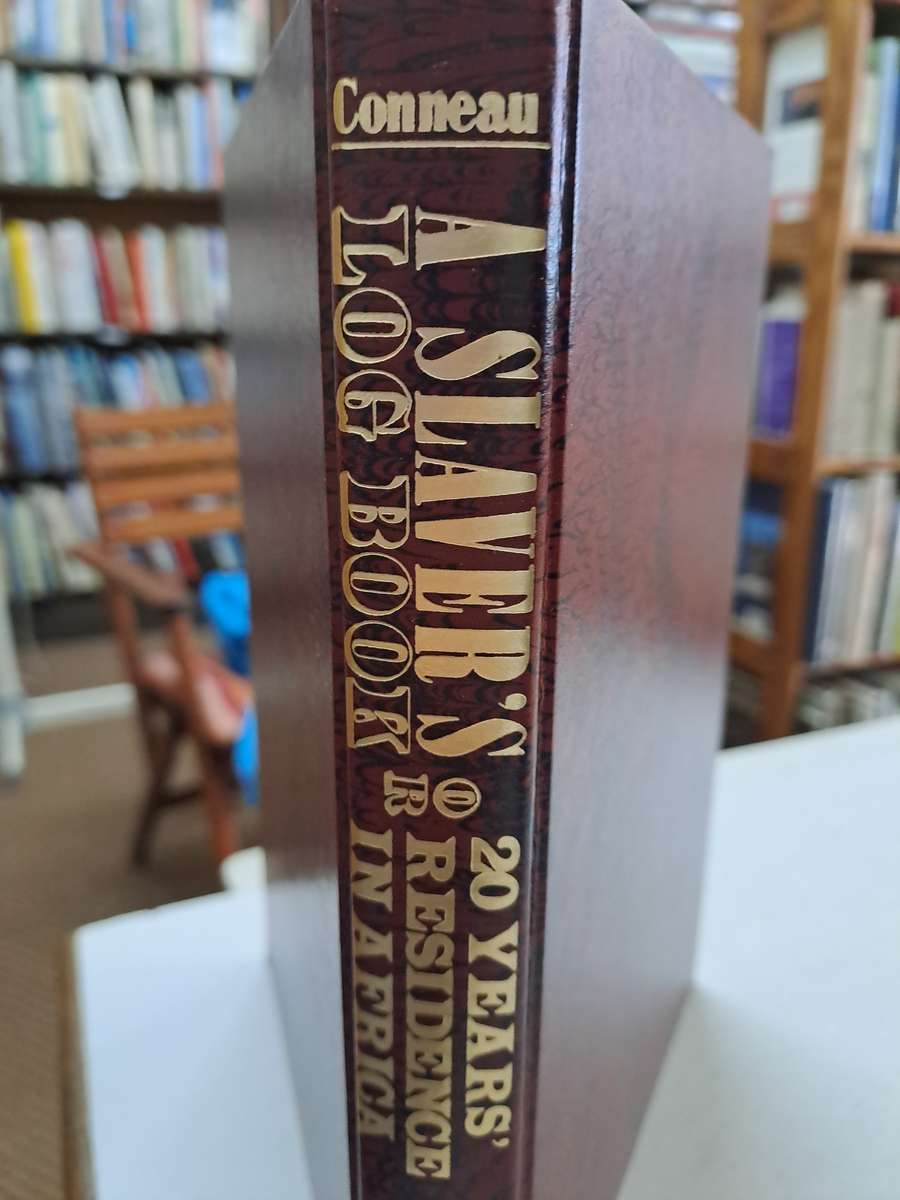 Conneau
A SLAVER'S
LOG BOOK
OR
20 YEARS'
RESIDENCE
IN AFRICA